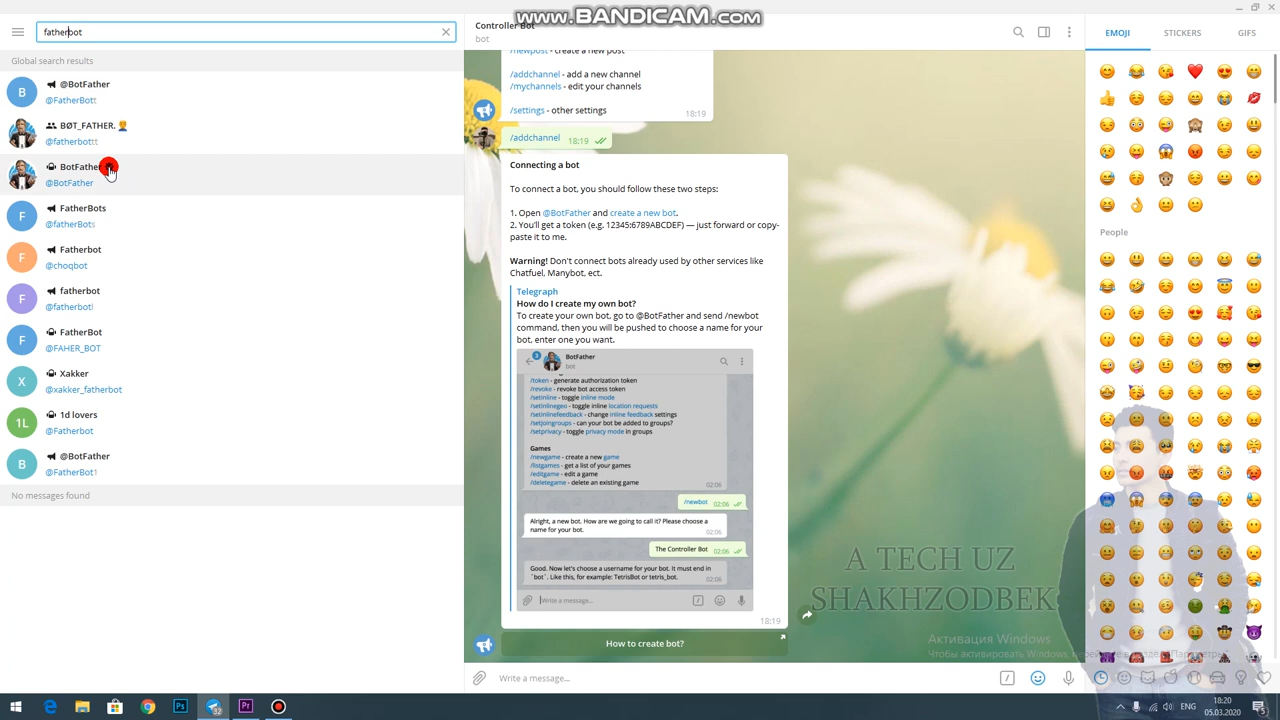 www.BANDICAM.com
fatherbot
Global search results
@BotFather
@FatherBott
BØT_FATHER.
@fatherbottt
BotFather
@BotFather
FatherBots
@fatherBots
Fatherbot
@choqbot
fatherbot
@fatherbotl
FatherBot
@FAHER_BOT
Xakker
@xakker_fatherbot
1d lovers
@Fatherbot
@BotFather
@FatherBot1
No messages found
B
F
F
F
F
X
1L
B
Controller Bot
bot
/newpost - create a new post
/addchannel - add a new channel
/mychannels - edit your channels
/settings - other settings
18:19
/addchannel 18:19
Connecting a bot
To connect a bot, you should follow these two steps:
1. Open @BotFather and create a new bot.
2. You'll get a token (e.g. 12345:6789ABCDEF) — just forward or copy-
paste it to me.
Warning! Don't connect bots already used by other services like
Chatfuel, Manybot, ect.
Telegraph
How do I create my own bot?
To create your own bot, go to @BotFather and send /newbot
command, then you will be pushed to choose a name for your
bot, enter one you want.
3
BotFather
bot
/token - generate authorization token
/revoke - revoke bot access token
/setinline - toggle inline mode
/setinlinegeo - toggle inline location requests
/setinlinefeedback - change inline feedback settings
/setjoingroups - can your bot be added to groups?
/setprivacy - toggle privacy mode in groups
Games
/newgame - create a new game
/listgames - get a list of your games
/editgame - edit a game
/deletegame - delete an existing game
02:06
/newbot 02:06
Alright, a new bot. How are we going to call it? Please choose a
name for your bot.
02:06
The Controller Bot 02:06
Good. Now let's choose a username for your bot. It must end in
`bot`. Like this, for example: TetrisBot or tetris_bot.
02:06
Write a message...
18:19
How to create bot?
Write a message...
EMOJI
STICKERS
GIFS
People
A TECH UZ
SHAKHZODBEK
Активация Windows
Чтобы активировать Windows, перейдите в раздел "Параметры".
Ps
32
Pr
ENG
18:20
05.03.2020
5